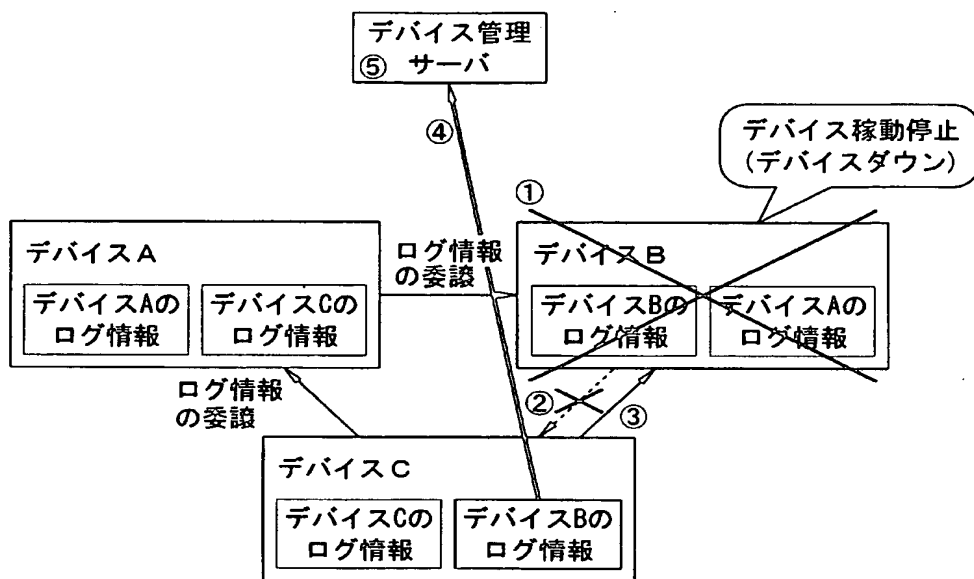 デバイス管理
⑤ サーバ
④
デバイス稼動停止
(デバイスダウン)
①
デバイスA
ログ情報
の委譲
デバイスB
デバイスAの
ログ情報
デバイスCの
ログ情報
デバイスBの
ログ情報
デバイスAの
ログ情報
ログ情報
の委譲
②
③
デバイスC
デバイスCの
ログ情報
デバイスBの
ログ情報